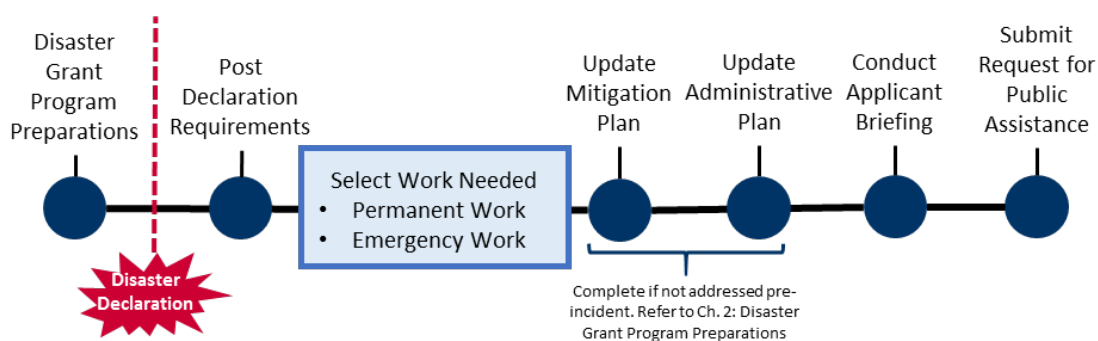 Disaster
Grant
Program
Preparations
Disaster
Declaration
Post
Declaration
Requirements
Select Work Needed
• Permanent Work
• Emergency Work
Update
Mitigation
Plan
Update
Administrative
Plan
Complete if not addressed pre-
incident. Refer to Ch. 2: Disaster
Grant Program Preparations
Conduct
Applicant
Briefing
Submit
Request for
Public
Assistance